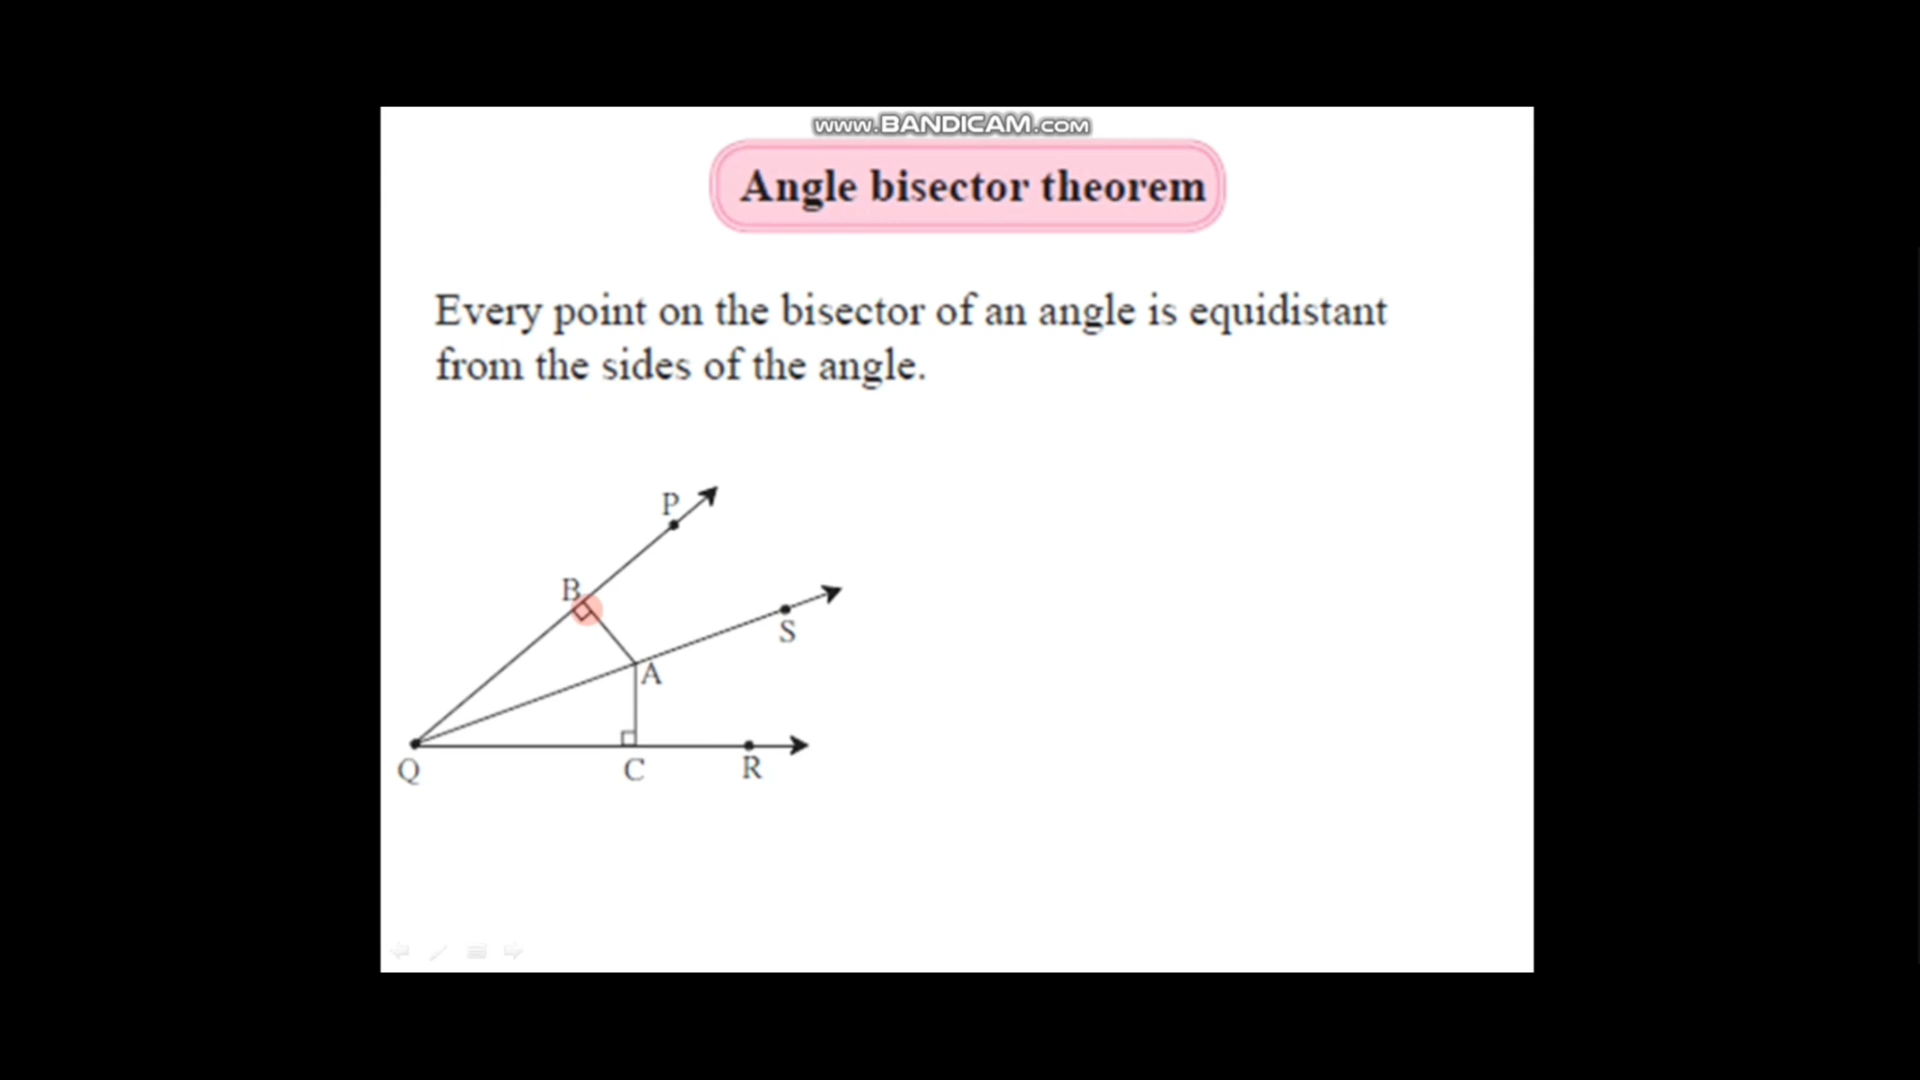 www.BANDICAM.com
Angle bisector theorem
Every point on the bisector of an angle is equidistant
from the sides of the angle.
P
B
S
A
Q
C
R